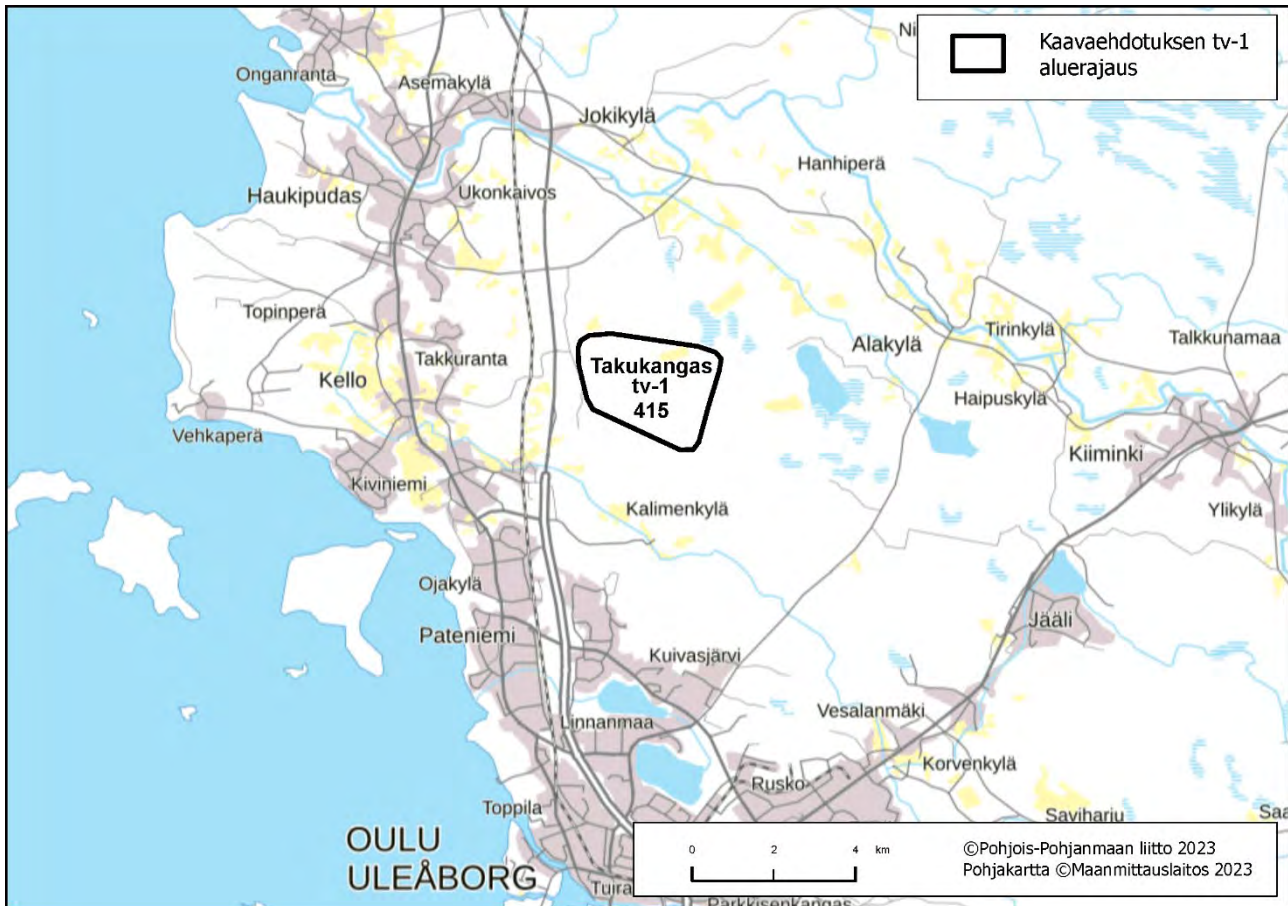 Kaavaehdotuksen tv-1
aluerajaus
Onganranta
Asemakylä
Jokikylä
Hanhiperä
Haukipudas
Ukonkaivos
Topinperä
Takkuranta
Kello
Takukangas
tv-1
415
Alakylä
Tirinkylä
Talkkunamaa
Haipuskylä
Vehkaperä
Kiviniemi
Kiiminki
Kalimenkylä
Ylikylä
Ojakylä
Pateniemi
Jääli
Kuivasjärvi
Linnanmaa
Vesalanmäki
Korvenkylä
Rusko
Toppila
Saviharju
OULU
ULEÅBORG
Tuira
0 2 4 km
©Pohjois-Pohjanmaan liitto 2023
Pohjakartta ©Maanmittauslaitos 2023